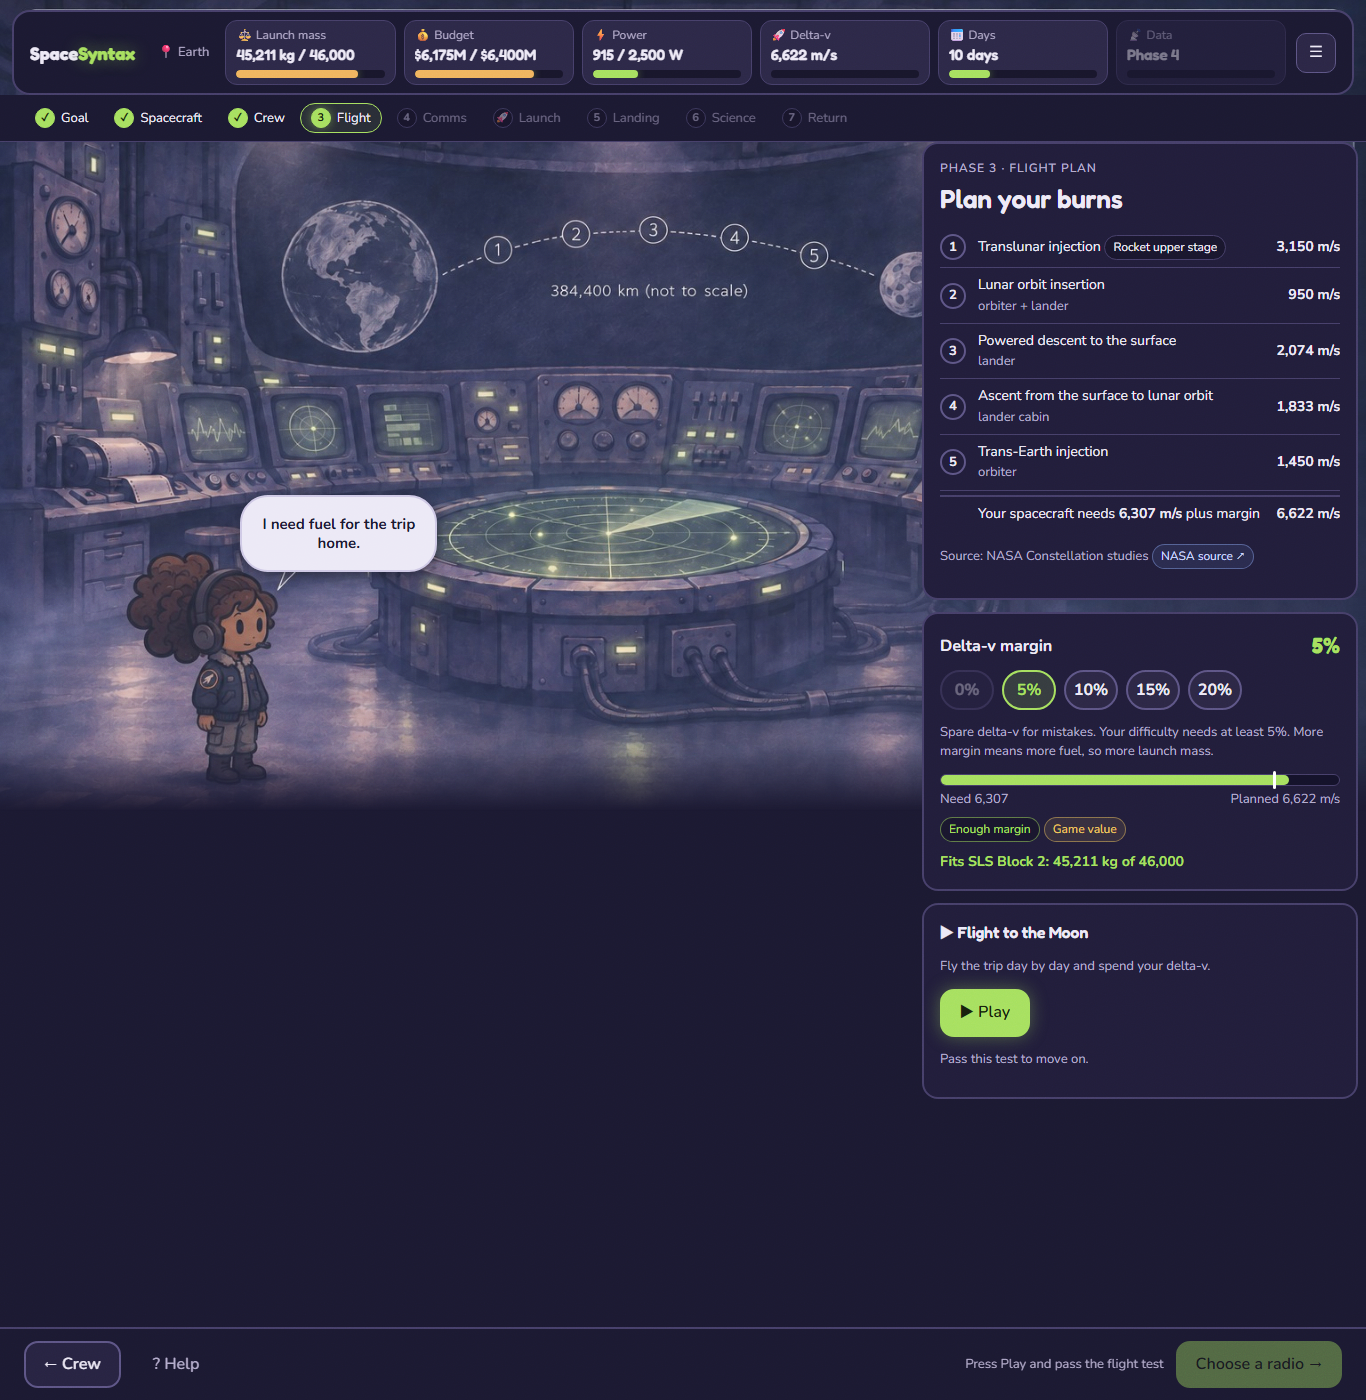 SpaceSyntax
📍 Earth
⚖️ Launch mass
45,211 kg / 46,000
💰 Budget
$6,175M / $6,400M
⚡ Power
915 / 2,500 W
🚀 Delta-v
6,622 m/s
📅 Days
10 days
📡 Data
Phase 4
☰
✓ Goal
✓ Spacecraft
✓ Crew
3 Flight
4 Comms
🚀 Launch
5 Landing
6 Science
7 Return
1
2
3
4
5
384,400 km (not to scale)
I need fuel for the trip
home.
PHASE 3 · FLIGHT PLAN
Plan your burns
1 Translunar injection Rocket upper stage 3,150 m/s
2 Lunar orbit insertion 950 m/s
orbiter + lander
3 Powered descent to the surface 2,074 m/s
lander
4 Ascent from the surface to lunar orbit 1,833 m/s
lander cabin
5 Trans-Earth injection 1,450 m/s
orbiter
Your spacecraft needs 6,307 m/s plus margin 6,622 m/s
Source: NASA Constellation studies NASA source ↗
Delta-v margin 5%
0% 5% 10% 15% 20%
Spare delta-v for mistakes. Your difficulty needs at least 5%. More
margin means more fuel, so more launch mass.
Need 6,307 Planned 6,622 m/s
Enough margin Game value
Fits SLS Block 2: 45,211 kg of 46,000
▶ Flight to the Moon
Fly the trip day by day and spend your delta-v.
▶ Play
Pass this test to move on.
← Crew
? Help
Press Play and pass the flight test
Choose a radio →